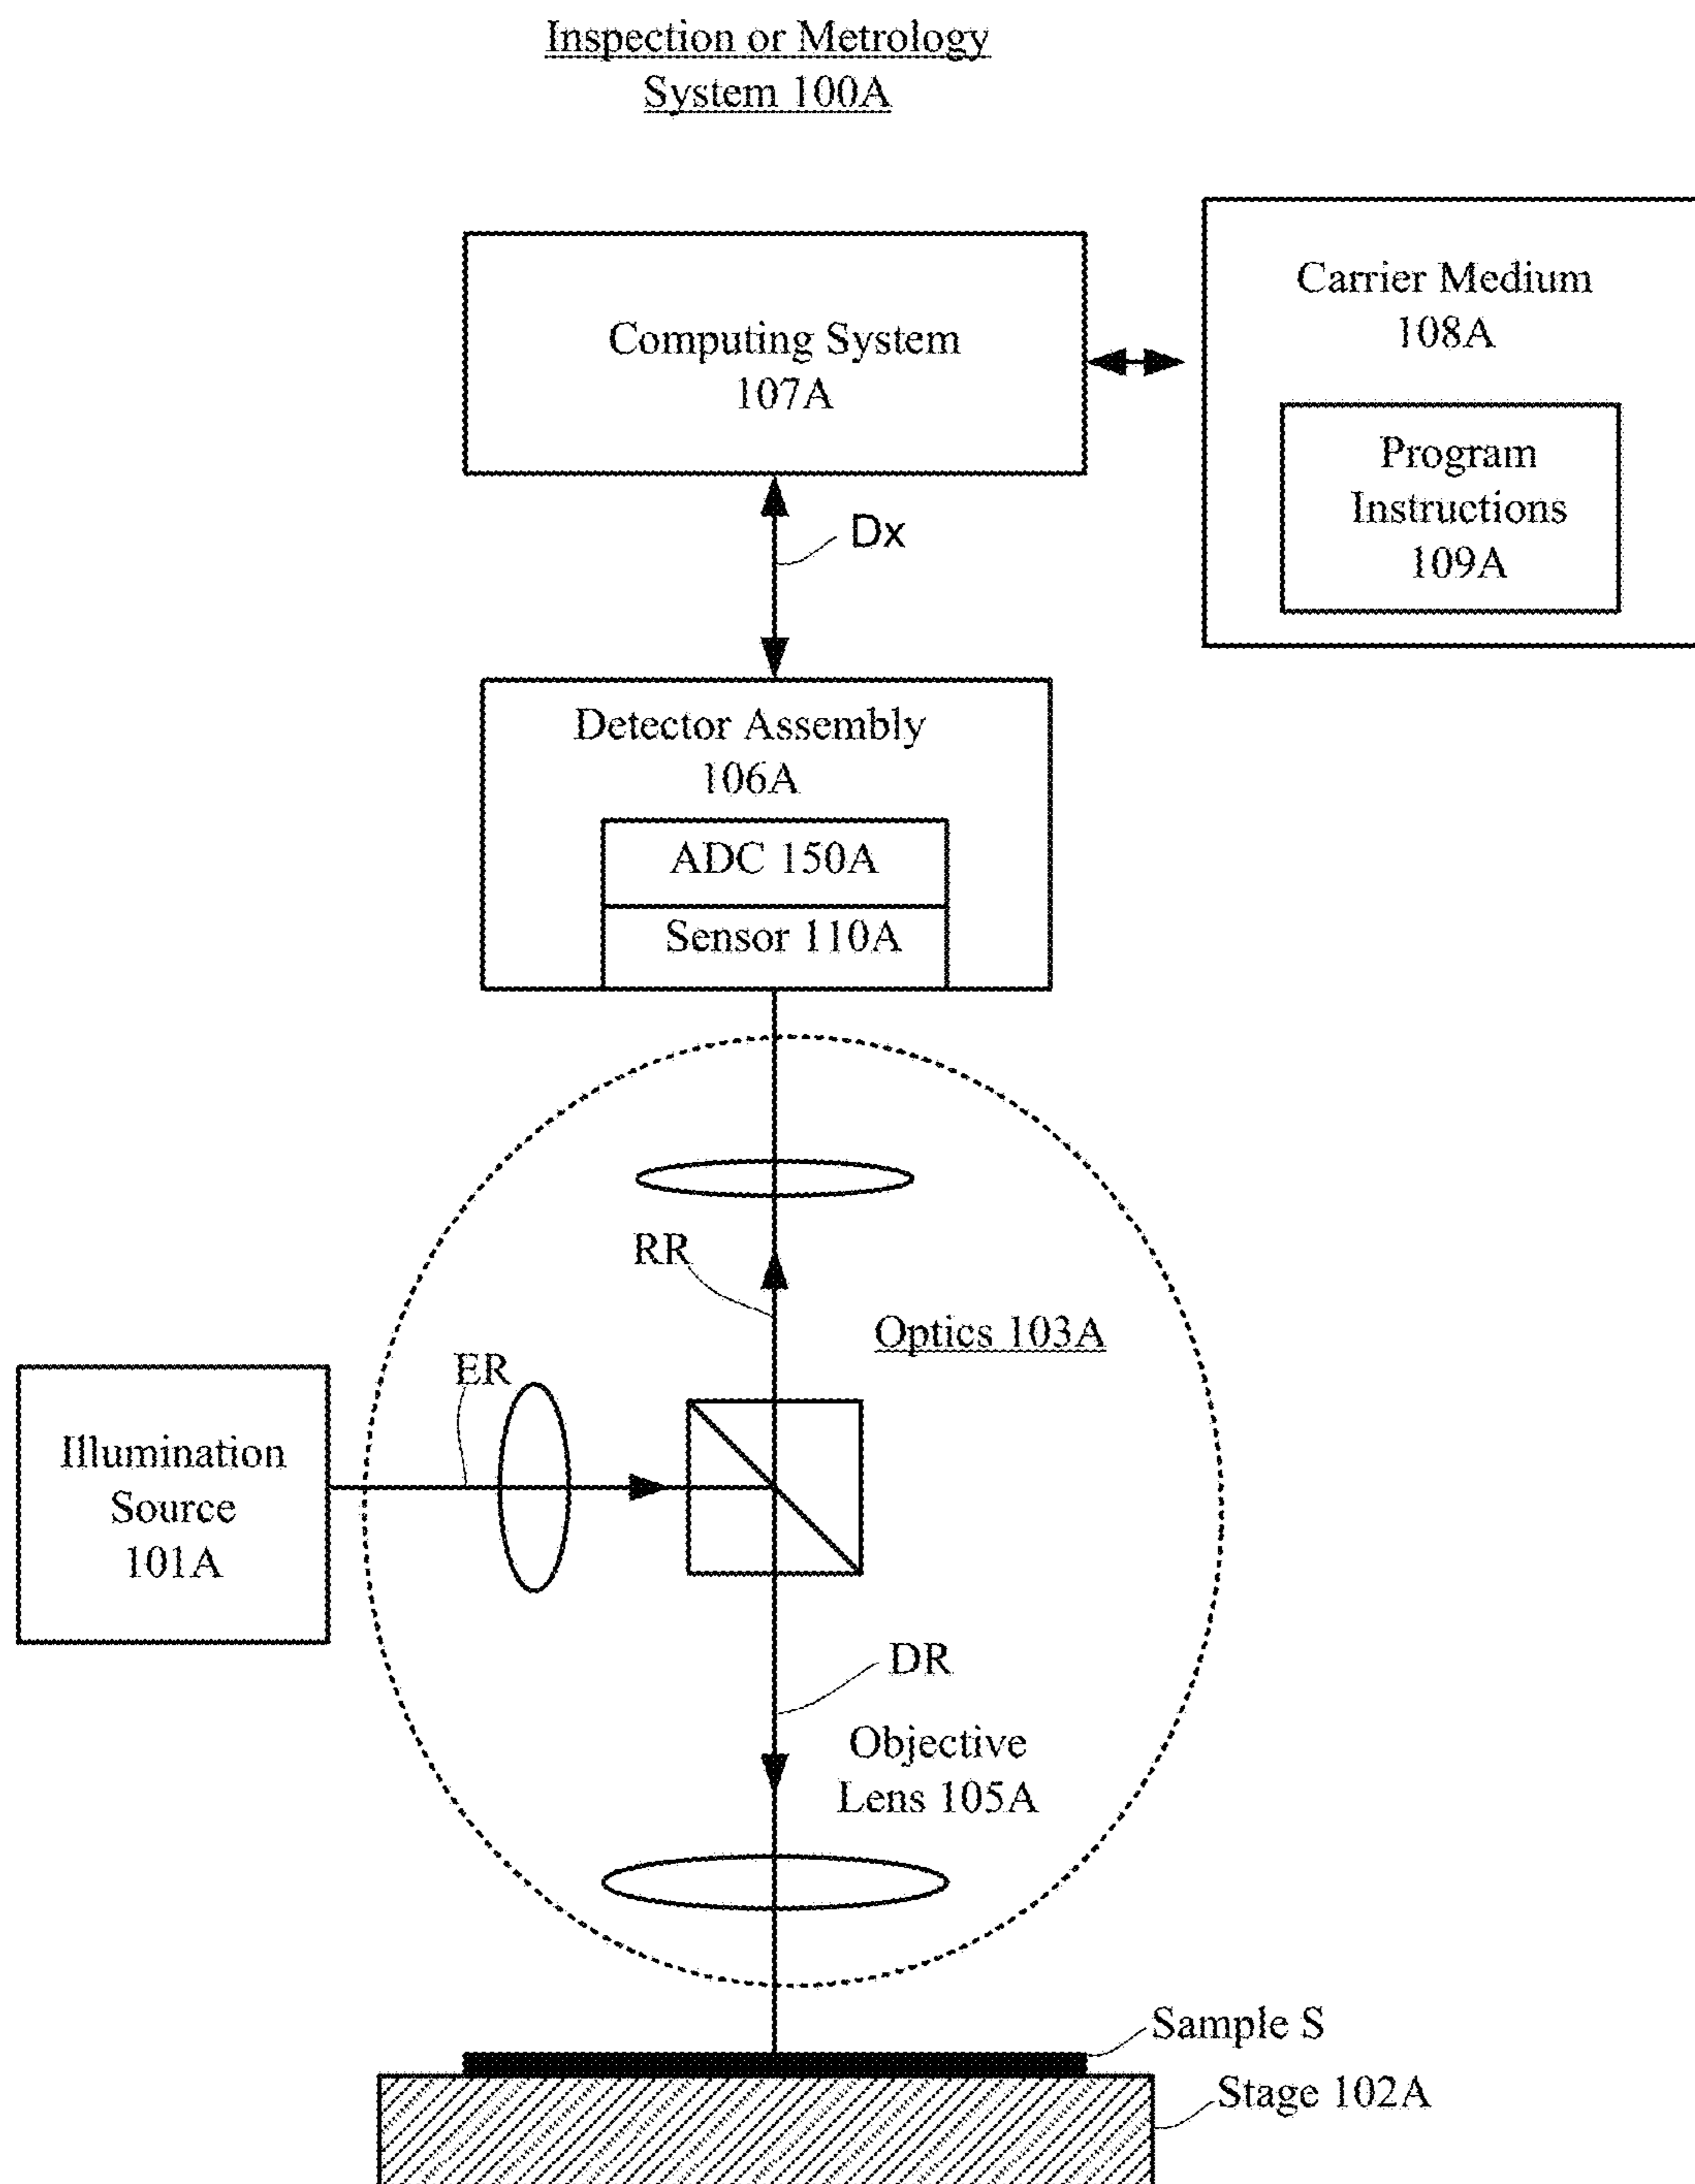 Inspection or Metrology
System 100A
Computing System
107A
Carrier Medium
108A
Program
Instructions
109A
Dx
Detector Assembly
106A
ADC 150A
Sensor 110A
RR
Optics 103A
ER
Illumination
Source
101A
DR
Objective
Lens 105A
Sample S
Stage 102A